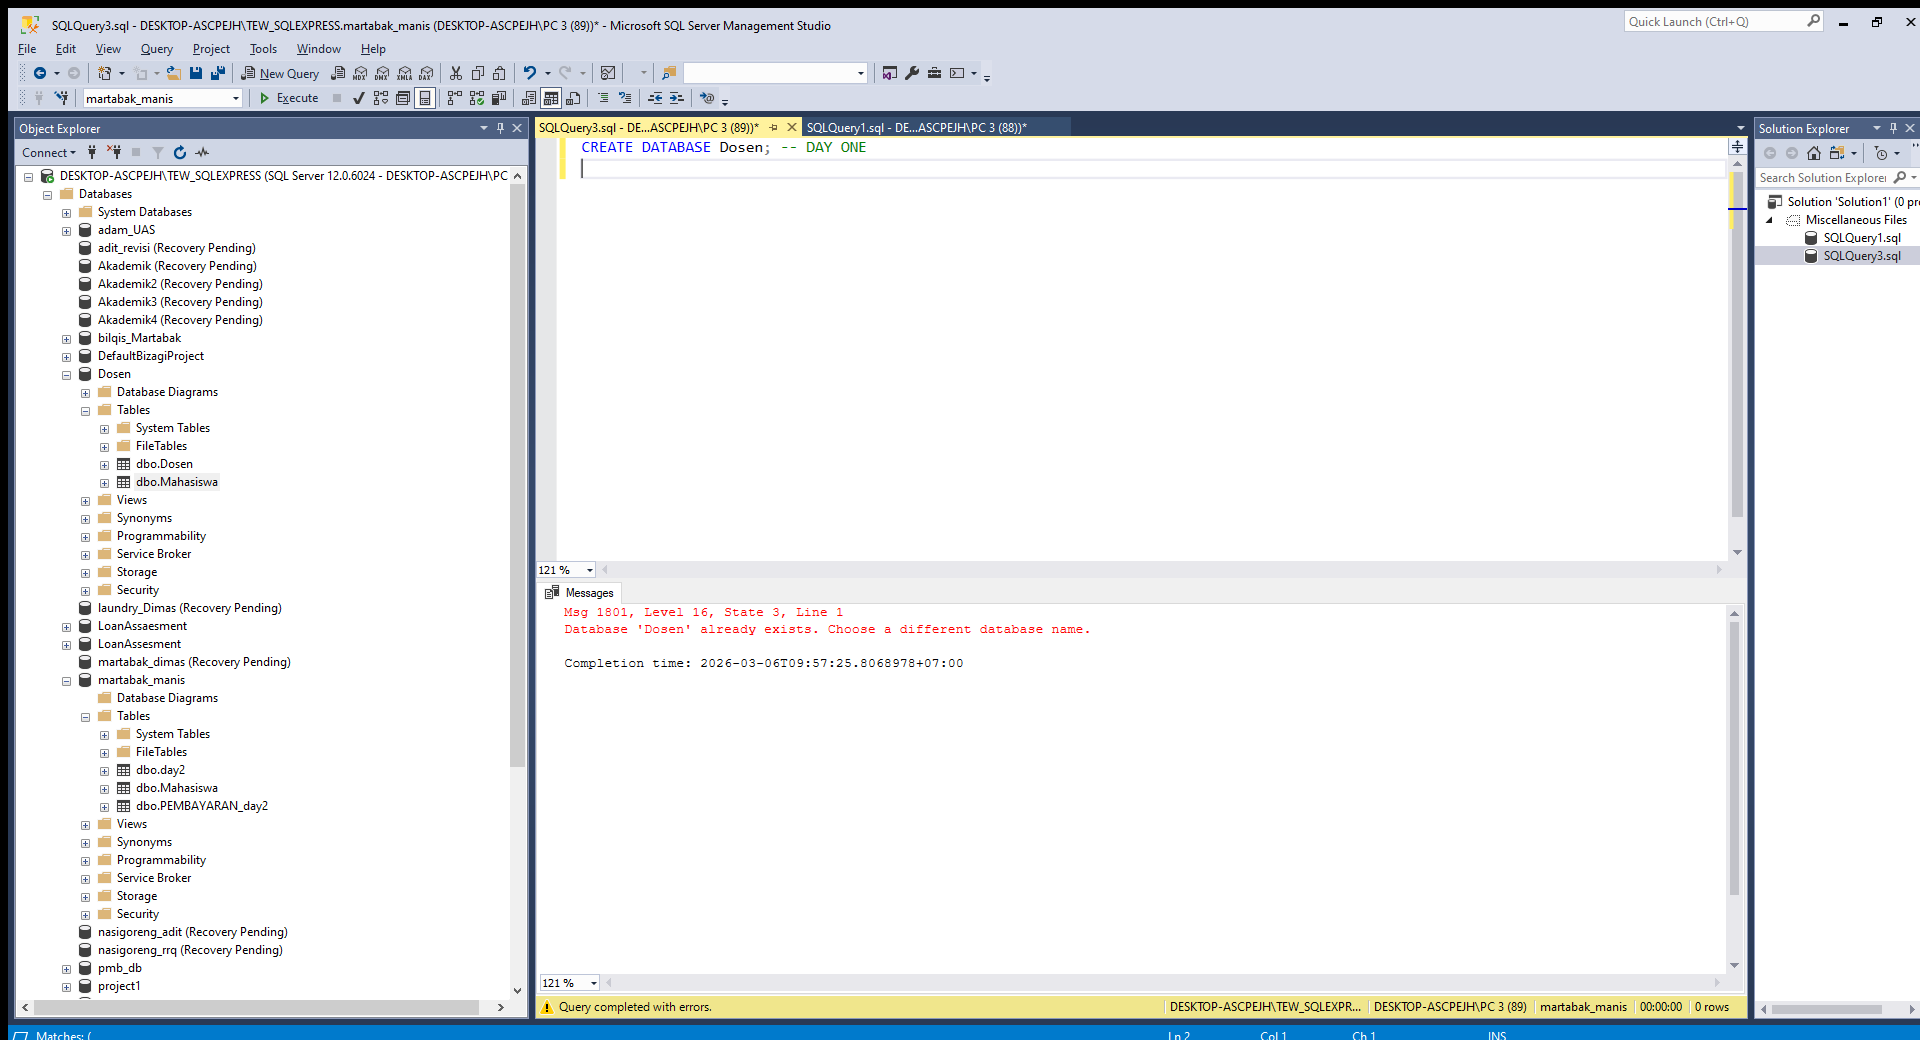 SQLQuery3.sql - DESKTOP-ASCPEJH\TEW_SQLEXPRESS.martabak_manis (DESKTOP-ASCPEJH\PC 3 (89))* - Microsoft SQL Server Management Studio
Quick Launch (Ctrl+Q)
File Edit View Query Project Tools Window Help
New Query
MDX DMX XMLA DAX
martabak_manis
Execute
Object Explorer
SQLQuery3.sql - DE...ASCPEJH\PC 3 (89))*
SQLQuery1.sql - DE...ASCPEJH\PC 3 (88))*
Solution Explorer
Connect
CREATE DATABASE Dosen; -- DAY ONE
Search Solution Explorer
DESKTOP-ASCPEJH\TEW_SQLEXPRESS (SQL Server 12.0.6024 - DESKTOP-ASCPEJH\PC
Databases
System Databases
adam_UAS
adit_revisi (Recovery Pending)
Akademik (Recovery Pending)
Akademik2 (Recovery Pending)
Akademik3 (Recovery Pending)
Akademik4 (Recovery Pending)
bilqis_Martabak
DefaultBizagiProject
Dosen
Database Diagrams
Tables
System Tables
FileTables
dbo.Dosen
dbo.Mahasiswa
Views
Synonyms
Programmability
Service Broker
Storage
Security
laundry_Dimas (Recovery Pending)
LoanAssaesment
LoanAssesment
martabak_dimas (Recovery Pending)
martabak_manis
Database Diagrams
Tables
System Tables
FileTables
dbo.day2
dbo.Mahasiswa
dbo.PEMBAYARAN_day2
Views
Synonyms
Programmability
Service Broker
Storage
Security
nasigoreng_adit (Recovery Pending)
nasigoreng_rrq (Recovery Pending)
pmb_db
project1
Solution 'Solution1' (0 pr
Miscellaneous Files
SQLQuery1.sql
SQLQuery3.sql
121 %
Messages
Msg 1801, Level 16, State 3, Line 1
Database 'Dosen' already exists. Choose a different database name.
Completion time: 2026-03-06T09:57:25.8068978+07:00
121 %
Query completed with errors.
DESKTOP-ASCPEJH\TEW_SQLEXPR... DESKTOP-ASCPEJH\PC 3 (89) martabak_manis 00:00:00 0 rows
Matches: (
Ln 2 Col 1 Ch 1 INS